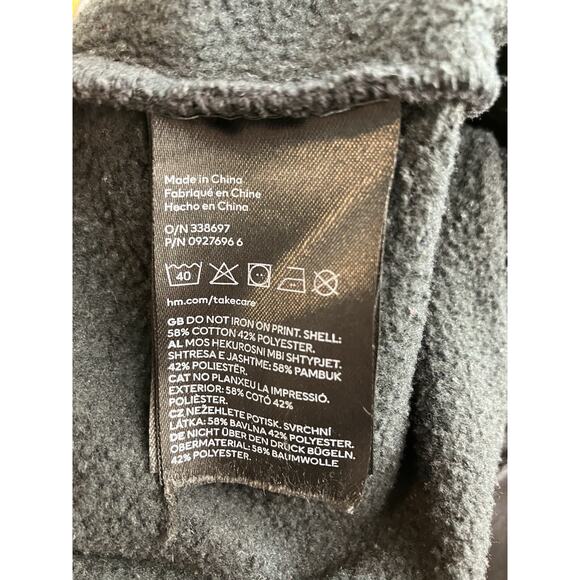 Made in China
Fabriqué en Chine
Hecho en China
O/N 338697
P/N 0927696 6
40
hm.com/takecare
GB DO NOT IRON ON PRINT. SHELL:
58% COTTON 42% POLYESTER.
AL MOS HEKUROSNI MBI SHTYPJET.
SHTRESA E JASHTME: 58% PAMBUK
42% POLIESTËR.
CAT NO PLANXEU LA IMPRESSIÓ.
EXTERIOR: 58% COTÓ 42%
POLIÈSTER.
CZ NEŽEHLETE POTISK. SVRCHNÍ
LÁTKA: 58% BAVLNA 42% POLYESTER.
DE NICHT ÜBER DEN DRUCK BÜGELN.
OBERMATERIAL: 58% BAUMWOLLE
42% POLYESTER.